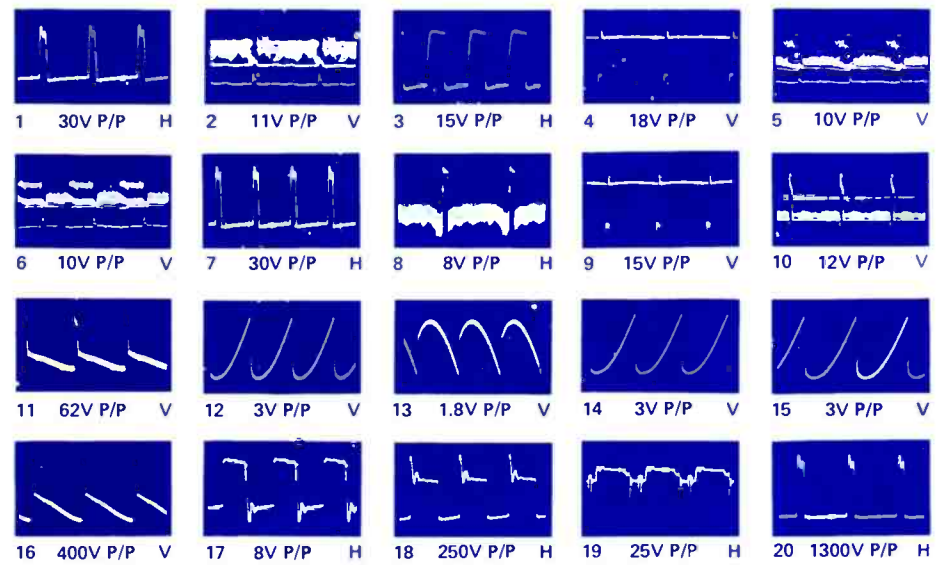 1 30V P/P H 2 11V P/P V 3 15V P/P H 4 18V P/P V 5 10V P/P V
6 10V P/P V 7 30V P/P H 8 8V P/P H 9 15V P/P V 10 12V P/P V
11 62V P/P V 12 3V P/P V 13 1.8V P/P V 14 3V P/P V 15 3V P/P V
16 400V P/P V 17 8V P/P H 18 250V P/P H 19 25V P/P H 20 1300V P/P H